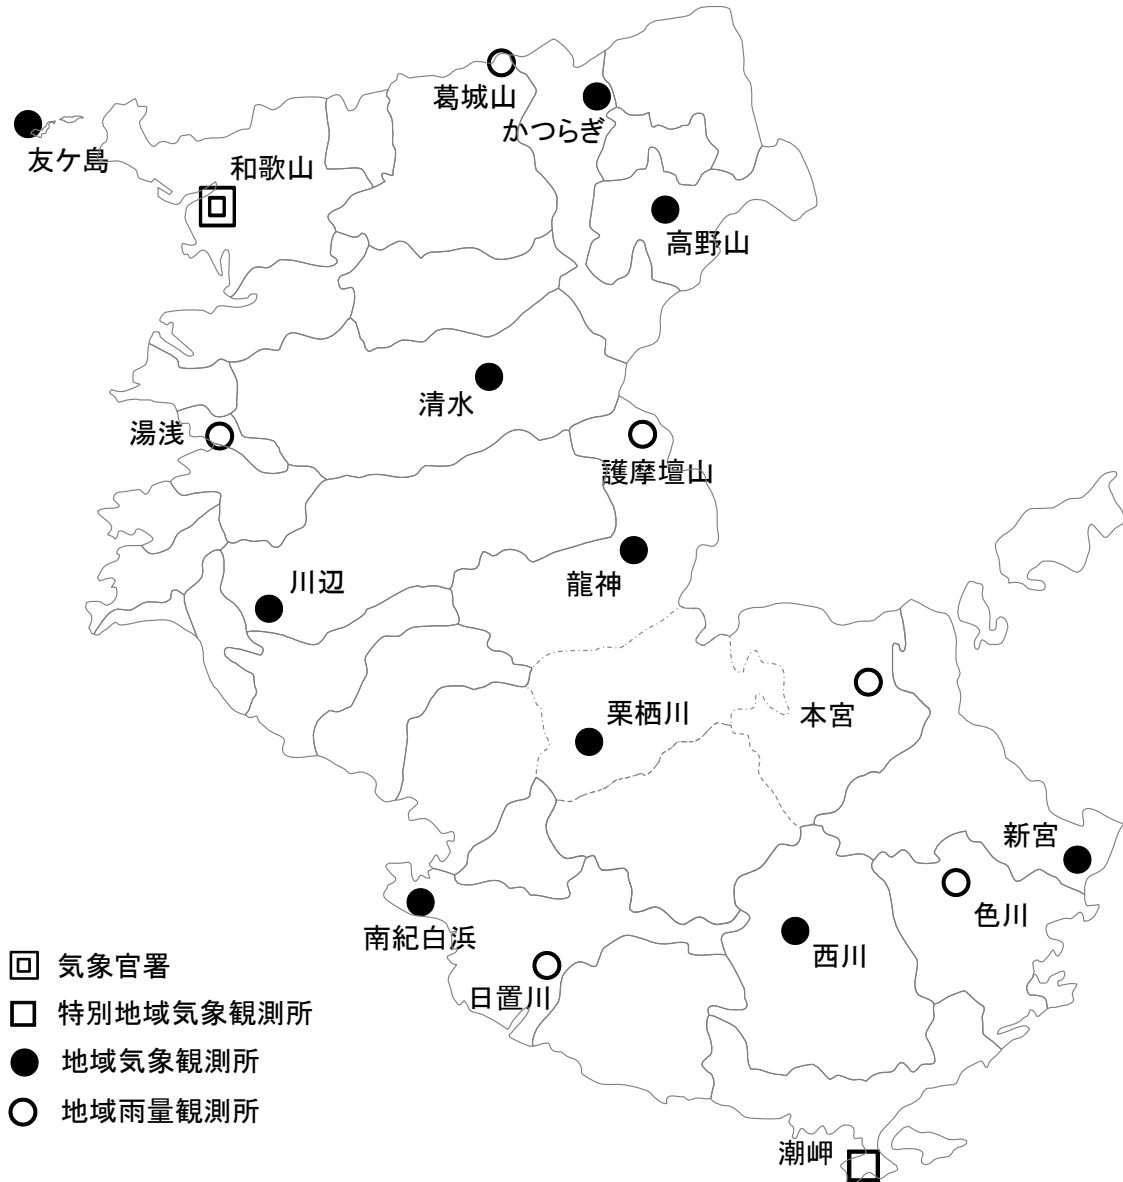 葛城山
かつらぎ
友ケ島
和歌山
高野山
清水
湯浅
護摩壇山
川辺
龍神
本宮
栗栖川
新宮
色川
南紀白浜
西川
日置川
気象官署
特別地域気象観測所
地域気象観測所
地域雨量観測所
潮岬